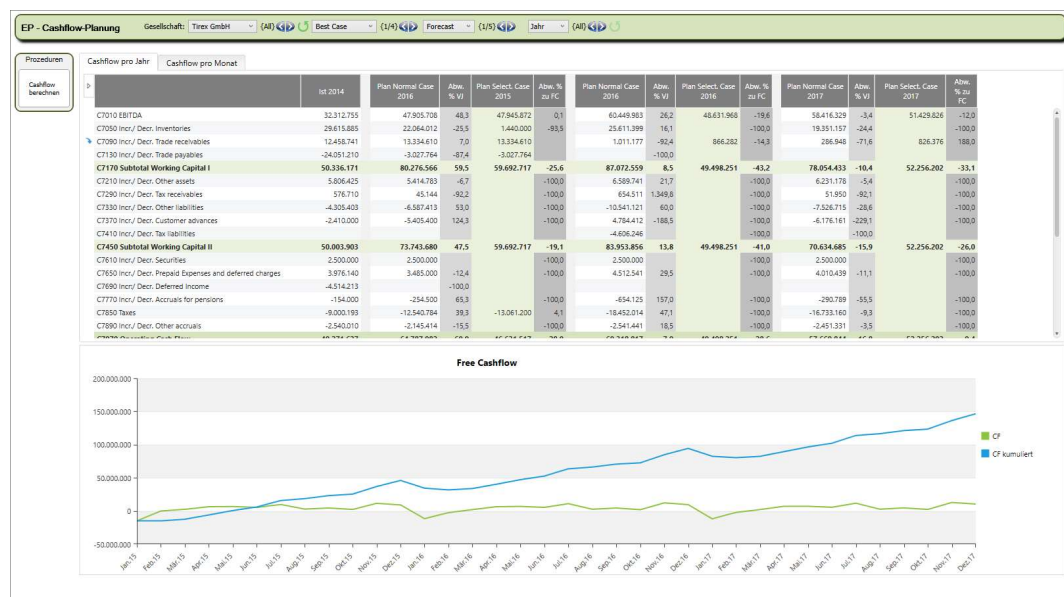 EP - Cashflow-Planung Gesellschaft: Tirex GmbH (All) Best Case (1/4) Forecast (1/5) Jahr (All)
Prozeduren
Cashflow berechnen
Cashflow pro Jahr Cashflow pro Monat
Ist 2014 Plan Normal Case 2016 Abw. % VJ Plan Select. Case 2015 Abw. % zu FC Plan Normal Case 2016 Abw. % VJ Plan Select. Case 2016 Abw. % zu FC Plan Normal Case 2017 Abw. % VJ Plan Select. Case 2017 Abw. % zu FC
C7010 EBITDA 32.312.755 47.905.708 48,3 47.945.872 0,1 60.449.983 26,2 48.631.968 -19,6 58.416.329 -3,4 51.429.826 -12,0
C7050 Incr./ Decr. Inventories 29.615.885 22.064.012 -25,5 1.440.000 -93,5 25.611.399 16,1 -100,0 19.351.157 -24,4
C7090 Incr./ Decr. Trade receivables 12.458.741 13.334.610 7,0 13.334.610 1.011.177 -92,4 866.282 -14,3 286.948 -71,6 826.376 188,0
C7130 Incr./ Decr. Trade payables -24.051.210 -3.027.764 -87,4 -3.027.764 -100,0
C7170 Subtotal Working Capital I 50.336.171 80.276.566 59,5 59.692.717 -25,6 87.072.559 8,5 49.498.251 -43,2 78.054.433 -10,4 52.256.202 -33,1
C7210 Incr./ Decr. Other assets 5.806.425 5.414.783 -6,7 -100,0 6.589.741 21,7 -100,0 6.231.178 -5,4 -100,0
C7290 Incr./ Decr. Tax receivables 576.710 45.144 -92,2 -100,0 654.511 1.349,8 -100,0 51.950 -92,1 -100,0
C7330 Incr./ Decr. Other liabilities -4.305.403 -6.587.413 53,0 -100,0 -10.541.121 60,0 -100,0 -7.526.715 -28,6 -100,0
C7370 Incr./ Decr. Customer advances -2.410.000 -5.405.400 124,3 -100,0 4.784.412 -188,5 -100,0 -6.176.161 -229,1 -100,0
C7410 Incr./ Decr. Tax liabilities -4.606.246 -100,0 -100,0
C7450 Subtotal Working Capital II 50.003.903 73.743.680 47,5 59.692.717 -19,1 83.953.856 13,8 49.498.251 -41,0 70.634.685 -15,9 52.256.202 -26,0
C7610 Incr./ Decr. Securities 2.500.000 2.500.000 -100,0 2.500.000 -100,0 2.500.000 -100,0
C7650 Incr./ Decr. Prepaid Expenses and deferred charges 3.976.140 3.485.000 -12,4 -100,0 4.512.541 29,5 -100,0 4.010.439 -11,1 -100,0
C7690 Incr./ Decr. Deferred Income -4.514.213 -100,0
C7770 Incr./ Decr. Accruals for pensions -154.000 -254.500 65,3 -100,0 -654.125 157,0 -100,0 -290.789 -55,5 -100,0
C7850 Taxes -9.000.193 -12.540.784 39,3 -13.061.200 4,1 -18.452.014 47,1 -100,0 -16.733.160 -9,3 -100,0
C7890 Incr./ Decr. Other accruals -2.540.010 -2.145.414 -15,5 -100,0 -2.541.441 18,5 -100,0 -2.451.331 -3,5 -100,0
Free Cashflow
200.000.000
150.000.000
100.000.000
50.000.000
0
-50.000.000
CF
CF kumuliert
Jan.15 Feb.15 Mär.15 Apr.15 Mai.15 Jun.15 Jul.15 Aug.15 Sep.15 Okt.15 Nov.15 Dez.15 Jan.16 Feb.16 Mär.16 Apr.16 Mai.16 Jun.16 Jul.16 Aug.16 Sep.16 Okt.16 Nov.16 Dez.16 Jan.17 Feb.17 Mär.17 Apr.17 Mai.17 Jun.17 Jul.17 Aug.17 Sep.17 Okt.17 Nov.17 Dez.17